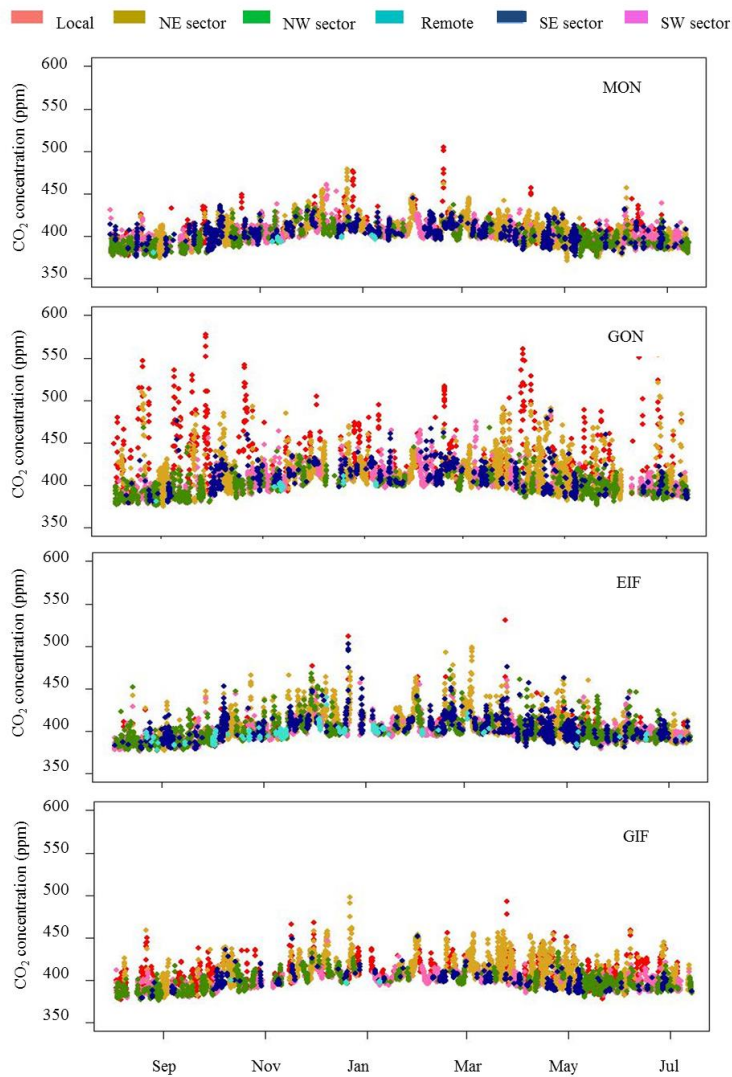 Local NE sector NW sector Remote SE sector SW sector
600
550
500
450
400
350
CO₂ concentration (ppm)
MON
600
550
500
450
400
350
CO₂ concentration (ppm)
GON
600
550
500
450
400
350
CO₂ concentration (ppm)
EIF
600
550
500
450
400
350
CO₂ concentration (ppm)
GIF
Sep Nov Jan Mar May Jul